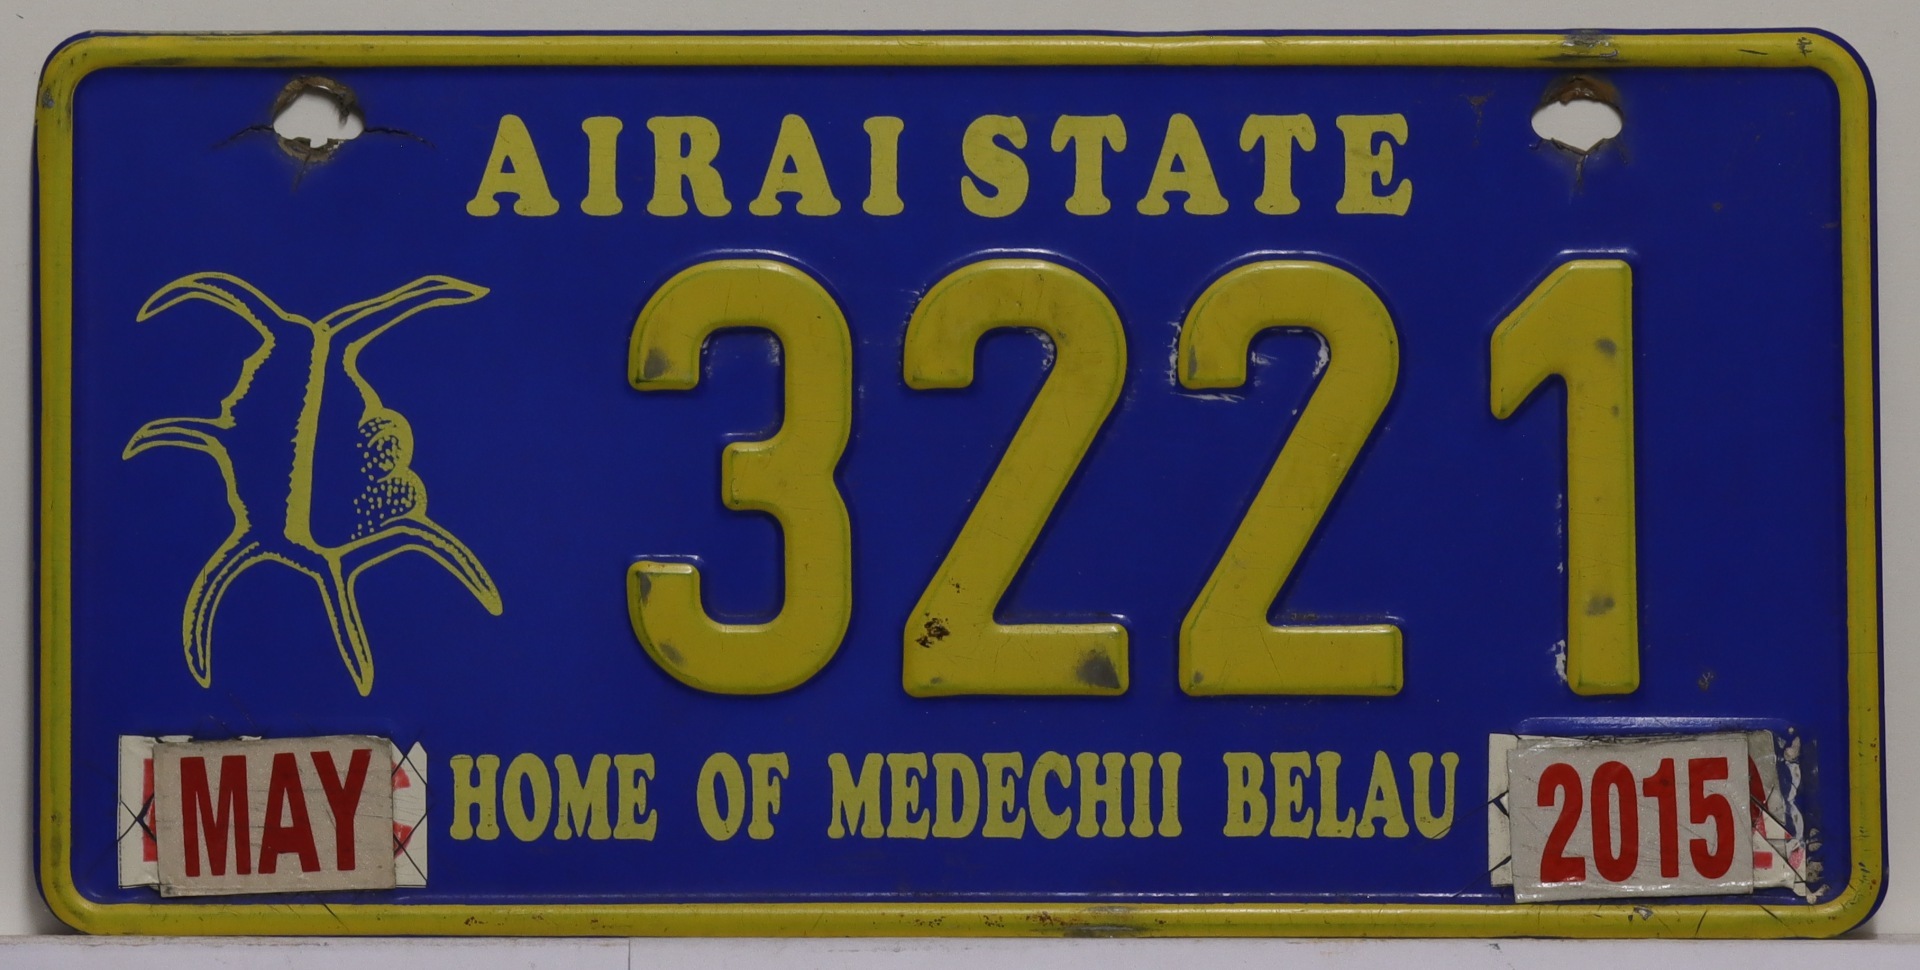 AIRAI STATE
3221
MAY HOME OF MEDECHII BELAU 2015